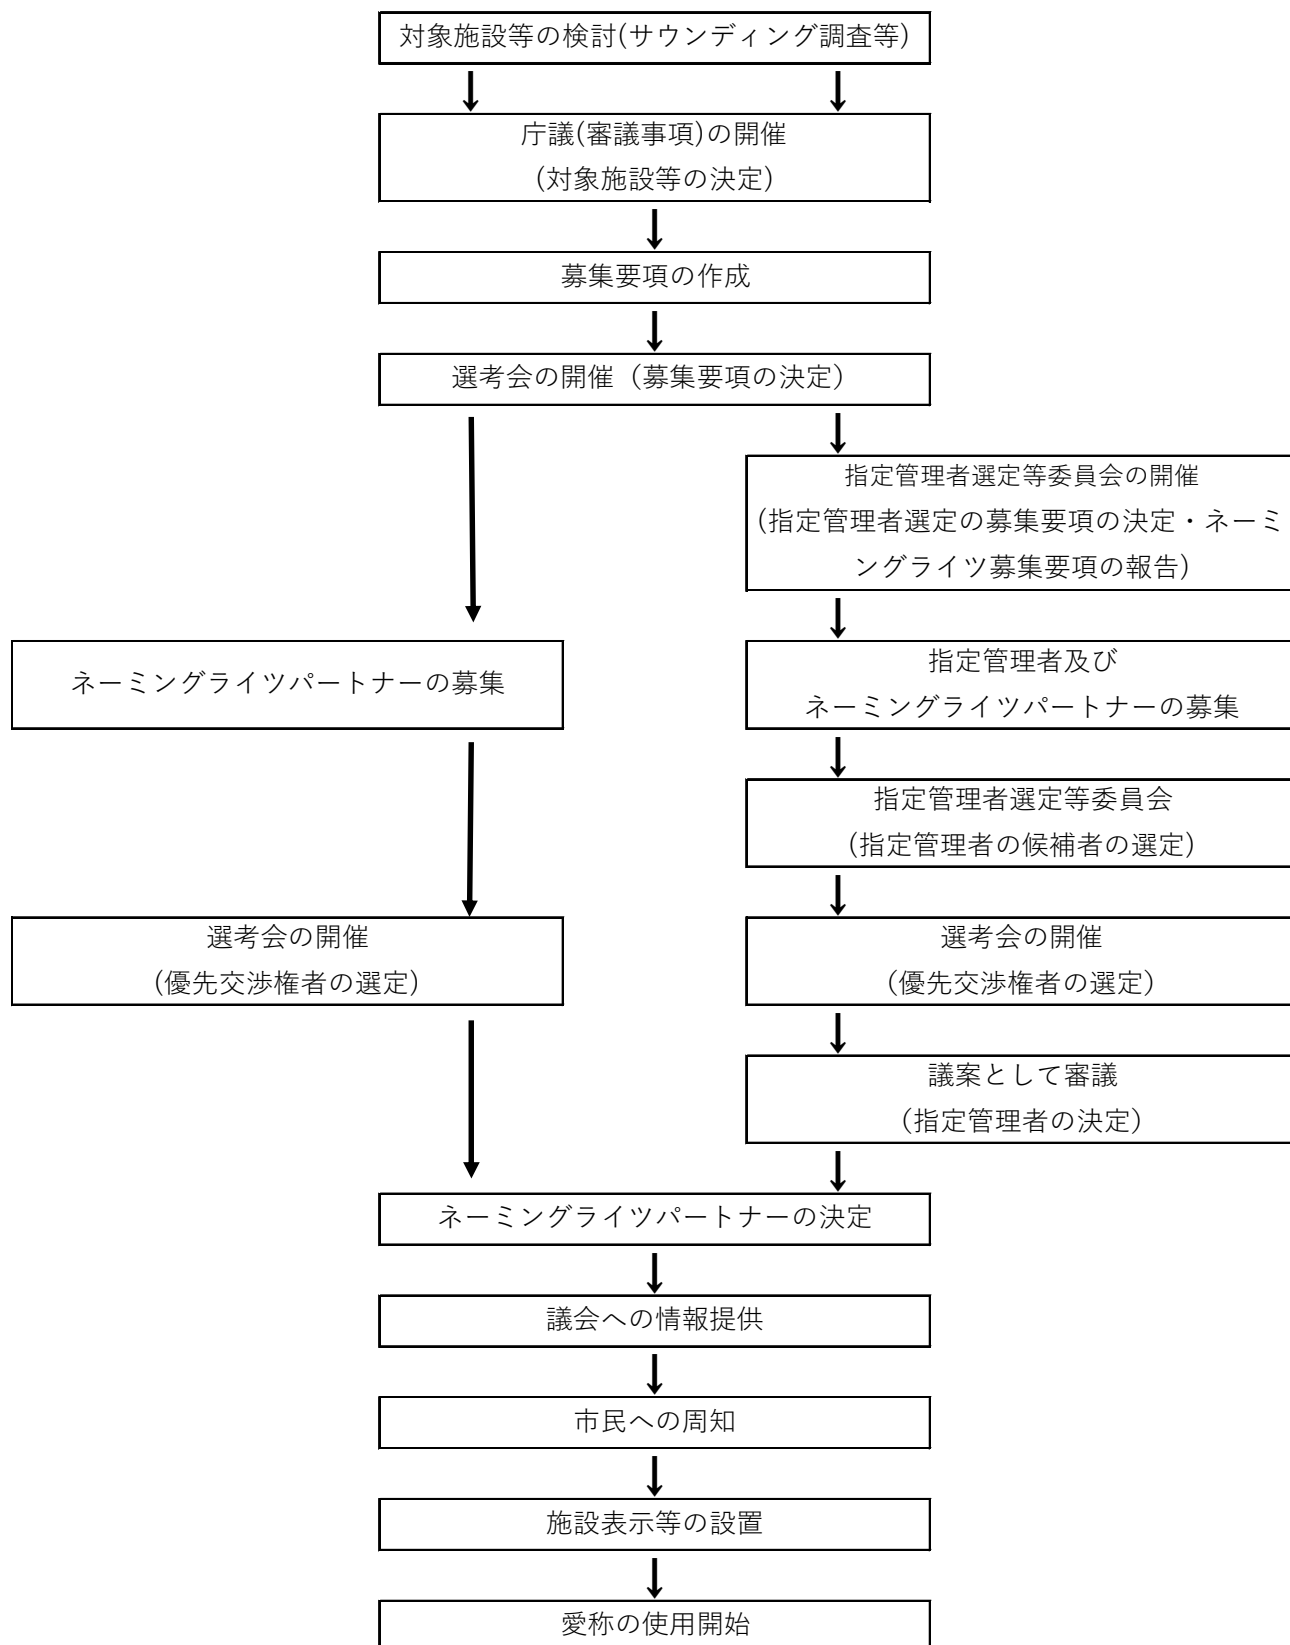 対象施設等の検討(サウンディング調査等)
庁議(審議事項)の開催
(対象施設等の決定)
募集要項の作成
選考会の開催（募集要項の決定）
指定管理者選定等委員会の開催
(指定管理者選定の募集要項の決定・ネーミ
ングライツ募集要項の報告)
ネーミングライツパートナーの募集
指定管理者及び
ネーミングライツパートナーの募集
指定管理者選定等委員会
(指定管理者の候補者の選定)
選考会の開催
(優先交渉権者の選定)
選考会の開催
(優先交渉権者の選定)
議案として審議
(指定管理者の決定)
ネーミングライツパートナーの決定
議会への情報提供
市民への周知
施設表示等の設置
愛称の使用開始